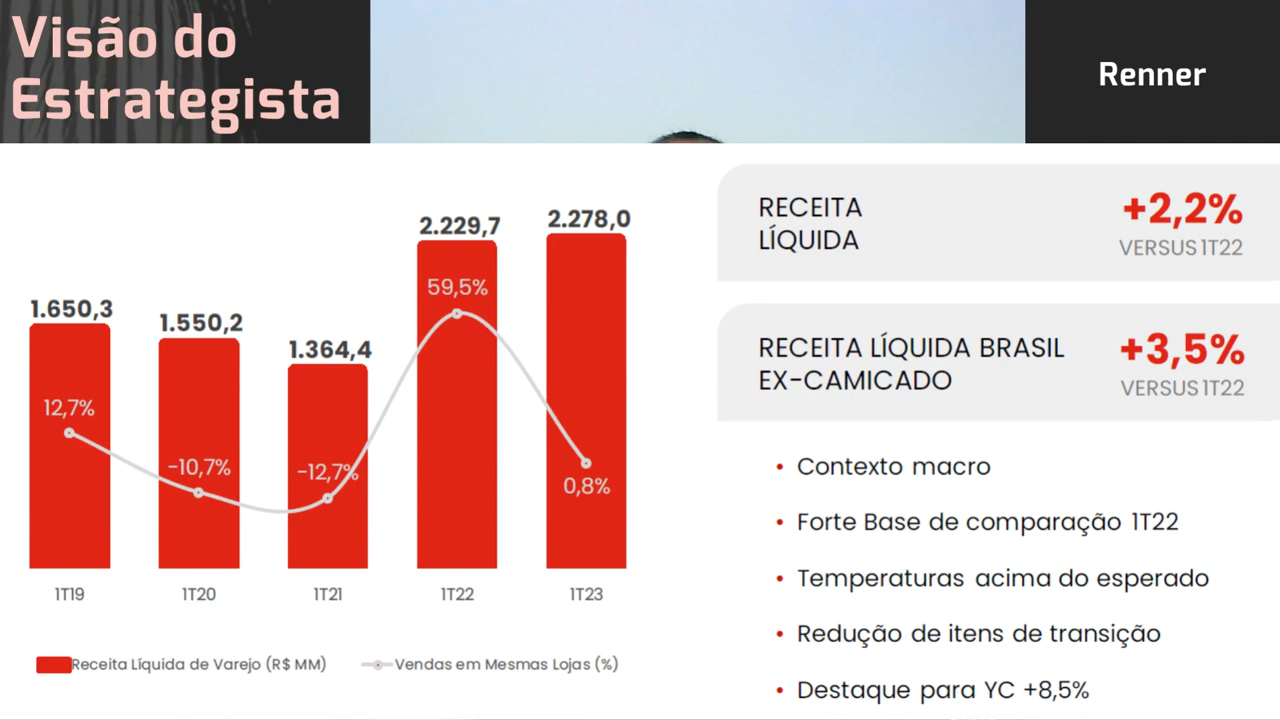 Visão do
Estrategista
Renner
2.229,7
2.278,0
1.650,3
1.550,2
1.364,4
59,5%
12,7%
-10,7%
-12,7%
0,8%
1T19
1T20
1T21
1T22
1T23
Receita Líquida de Varejo (R$ MM)
Vendas em Mesmas Lojas (%)
RECEITA
LÍQUIDA
+2,2%
VERSUS 1T22
RECEITA LÍQUIDA BRASIL
EX-CAMICADO
+3,5%
VERSUS 1T22
• Contexto macro
• Forte Base de comparação 1T22
• Temperaturas acima do esperado
• Redução de itens de transição
• Destaque para YC +8,5%